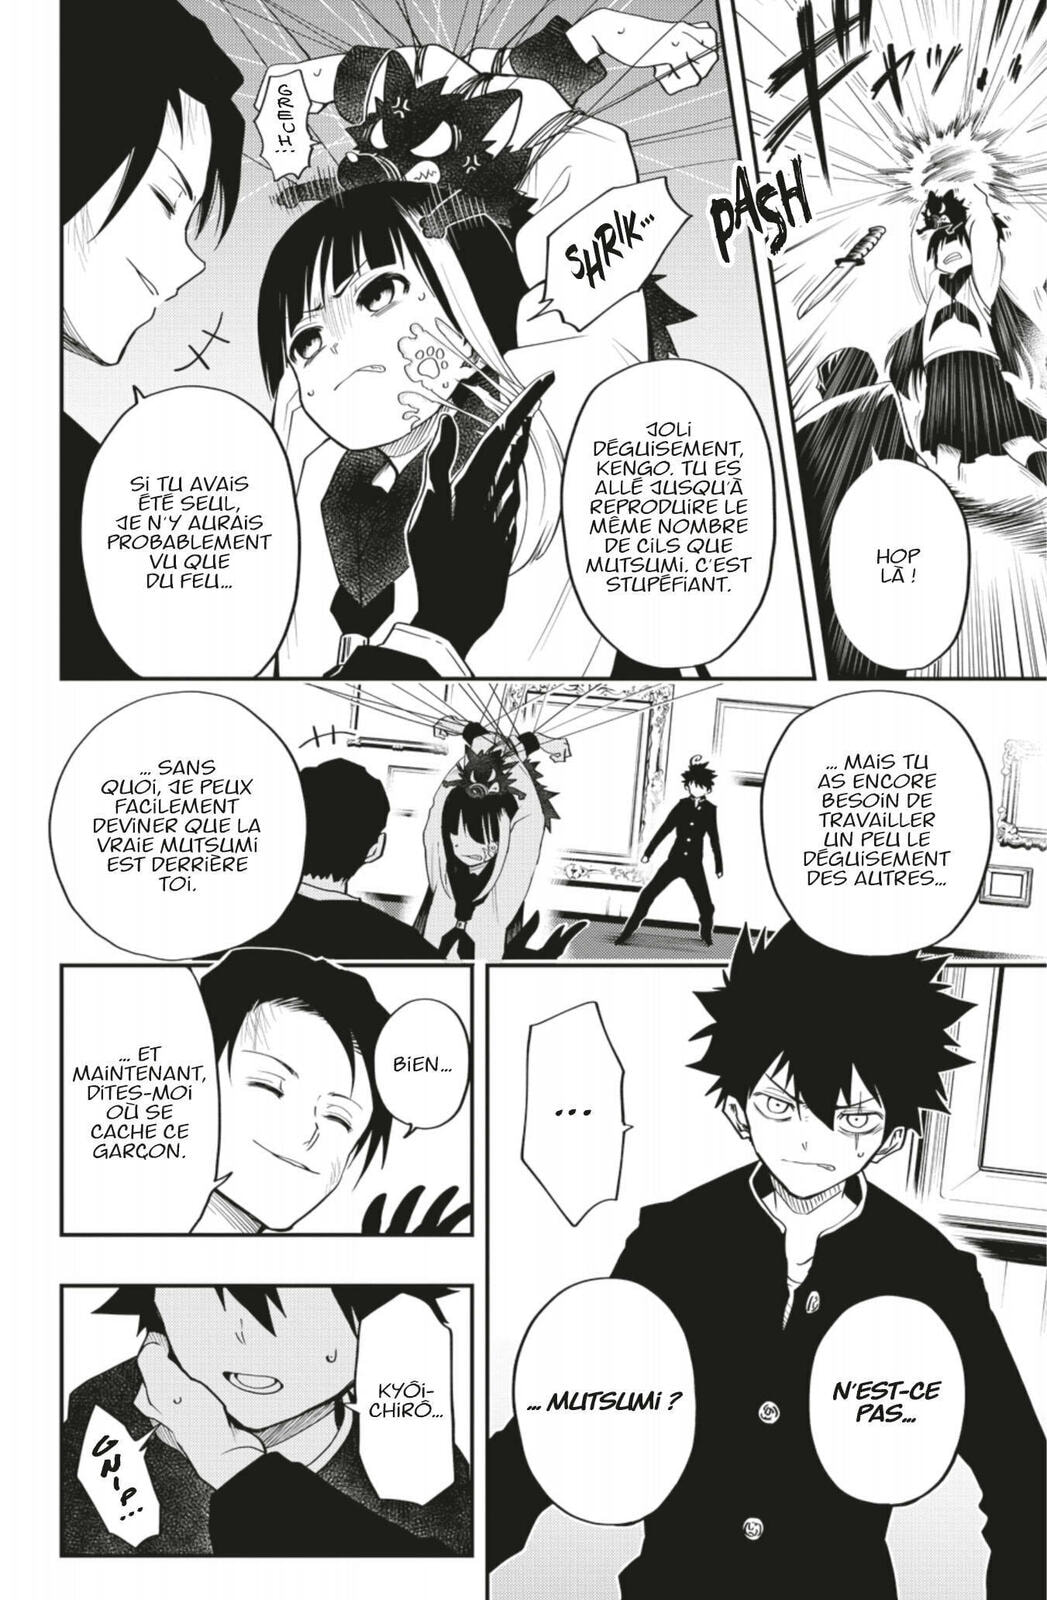 PASH
HOP
LÀ !
GREUH...
SHRIK...
JOLI
DÉGUISEMENT,
KENGO. TU ES
ALLÉ JUSQU'À
REPRODUIRE LE
MÊME NOMBRE
DE CILS QUE
MUTSUMI. C'EST
STUPÉFIANT.
SI TU AVAIS
ÉTÉ SEUL,
JE N'Y AURAIS
PROBABLEMENT
VU QUE
DU FEU...
... MAIS TU
AS ENCORE
BESOIN DE
TRAVAILLER
UN PEU LE
DÉGUISEMENT
DES AUTRES...
... SANS
QUOI, JE PEUX
FACILEMENT
DEVINER QUE LA
VRAIE MUTSUMI
EST DERRIÈRE
TOI.
...
N'EST-CE
PAS...
... MUTSUMI ?
BIEN...
... ET
MAINTENANT,
DITES-MOI
OÙ SE
CACHE CE
GARÇON.
KYÔI-
CHIRÔ...
GNIP...